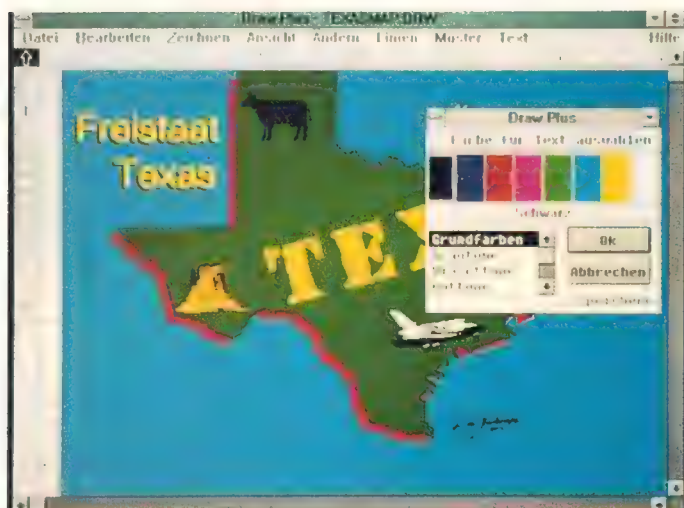 Draw Plus - TEXASMAP.DRW
Datei Bearbeiten Zeichnen Ansicht Ändern Linien Muster Text Hilfe
Freistaat
Texas
TEX
Draw Plus
Farbe für Text auswählen
Schwarz
Grundfarben
Ok
Abbrechen